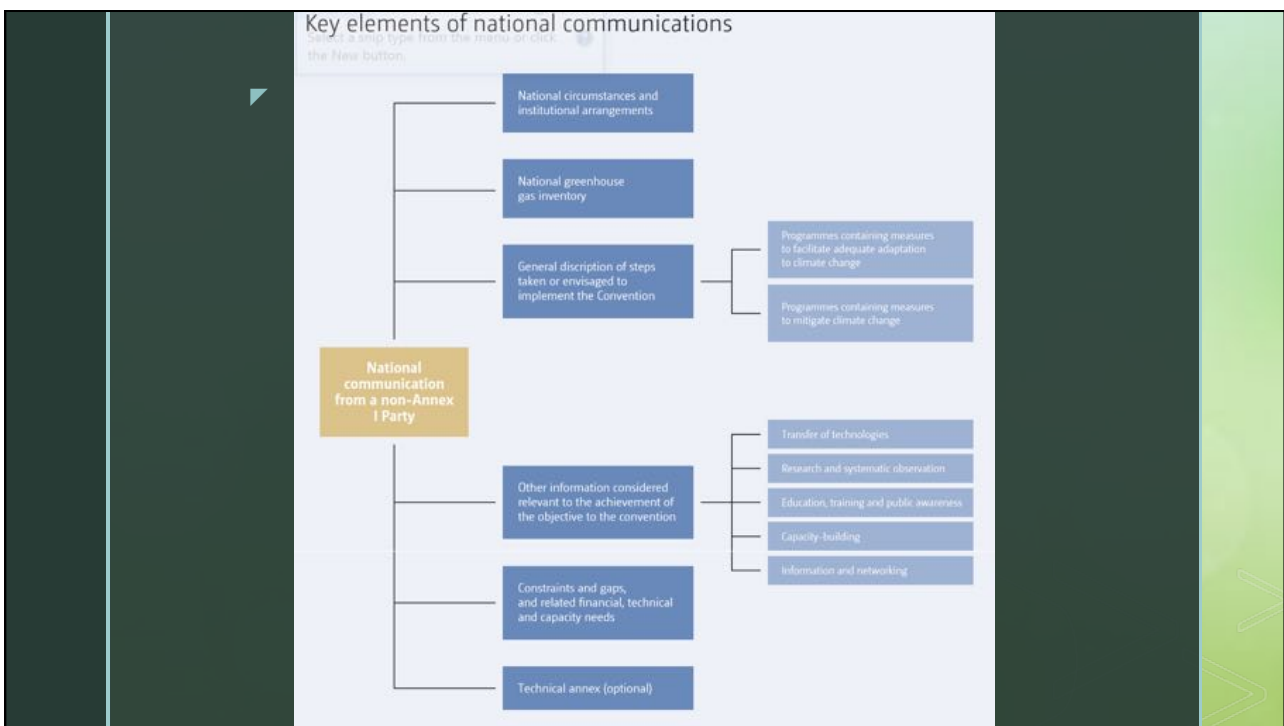 Key elements of national communications
Select a snip type from the menu or click
the New button.
National circumstances and
institutional arrangements
National greenhouse
gas inventory
General discription of steps
taken or envisaged to
implement the Convention
Programmes containing measures
to facilitate adequate adaptation
to climate change
Programmes containing measures
to mitigate climate change
National
communication
from a non-Annex
I Party
Other information considered
relevant to the achievement of
the objective to the convention
Transfer of technologies
Research and systematic observation
Education, training and public awareness
Capacity-building
Information and networking
Constraints and gaps,
and related financial, technical
and capacity needs
Technical annex (optional)